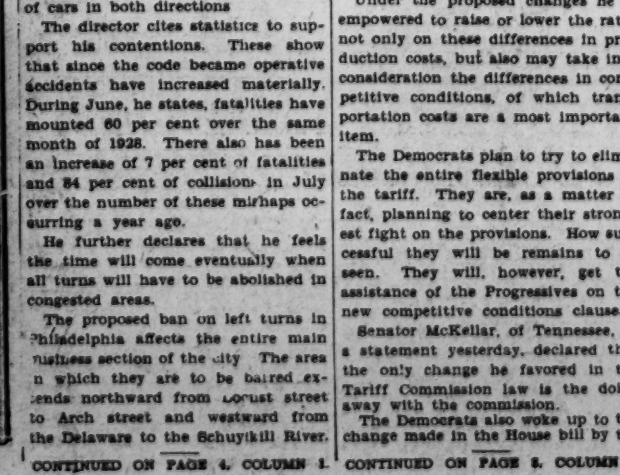 of cars in both directions
The director cites statistics to sup-
port his contentions. These show
that since the code became operative
accidents have increased materially.
During June, he states, fatalities have
mounted 60 per cent over the same
month of 1928. There also has been
an increase of 7 per cent of fatalities
and 84 per cent of collisions in July
over the number of these mishaps oc-
curring a year ago.
He further declares that he feels
the time will come eventually when
all turns will have to be abolished in
congested areas.
The proposed ban on left turns in
Philadelphia affects the entire main
business section of the city The area
n which they are to be barred ex-
tends northward from Locust street
to Arch street and westward from
the Delaware to the Schuylkill River.
CONTINUED ON PAGE 4, COLUMN 1.
Under the proposed changes he
empowered to raise or lower the rat
not only on these differences in pr
duction costs, but also may take in
consideration the differences in con
petitive conditions, of which tran
portation costs are a most importa
item.
The Democrats plan to try to elim
nate the entire flexible provisions
the tariff. They are, as a matter
fact, planning to center their stron
est fight on the provisions. How su
cessful they will be remains to
seen. They will, however, get t
assistance of the Progressives on t
new competitive conditions clause
Senator McKellar, of Tennessee,
a statement yesterday, declared th
the only change he favored in t
Tariff Commission law is the doi
away with the commission.
The Democrats also woke up to t
change made in the House bill by t
CONTINUED ON PAGE 8, COLUMN